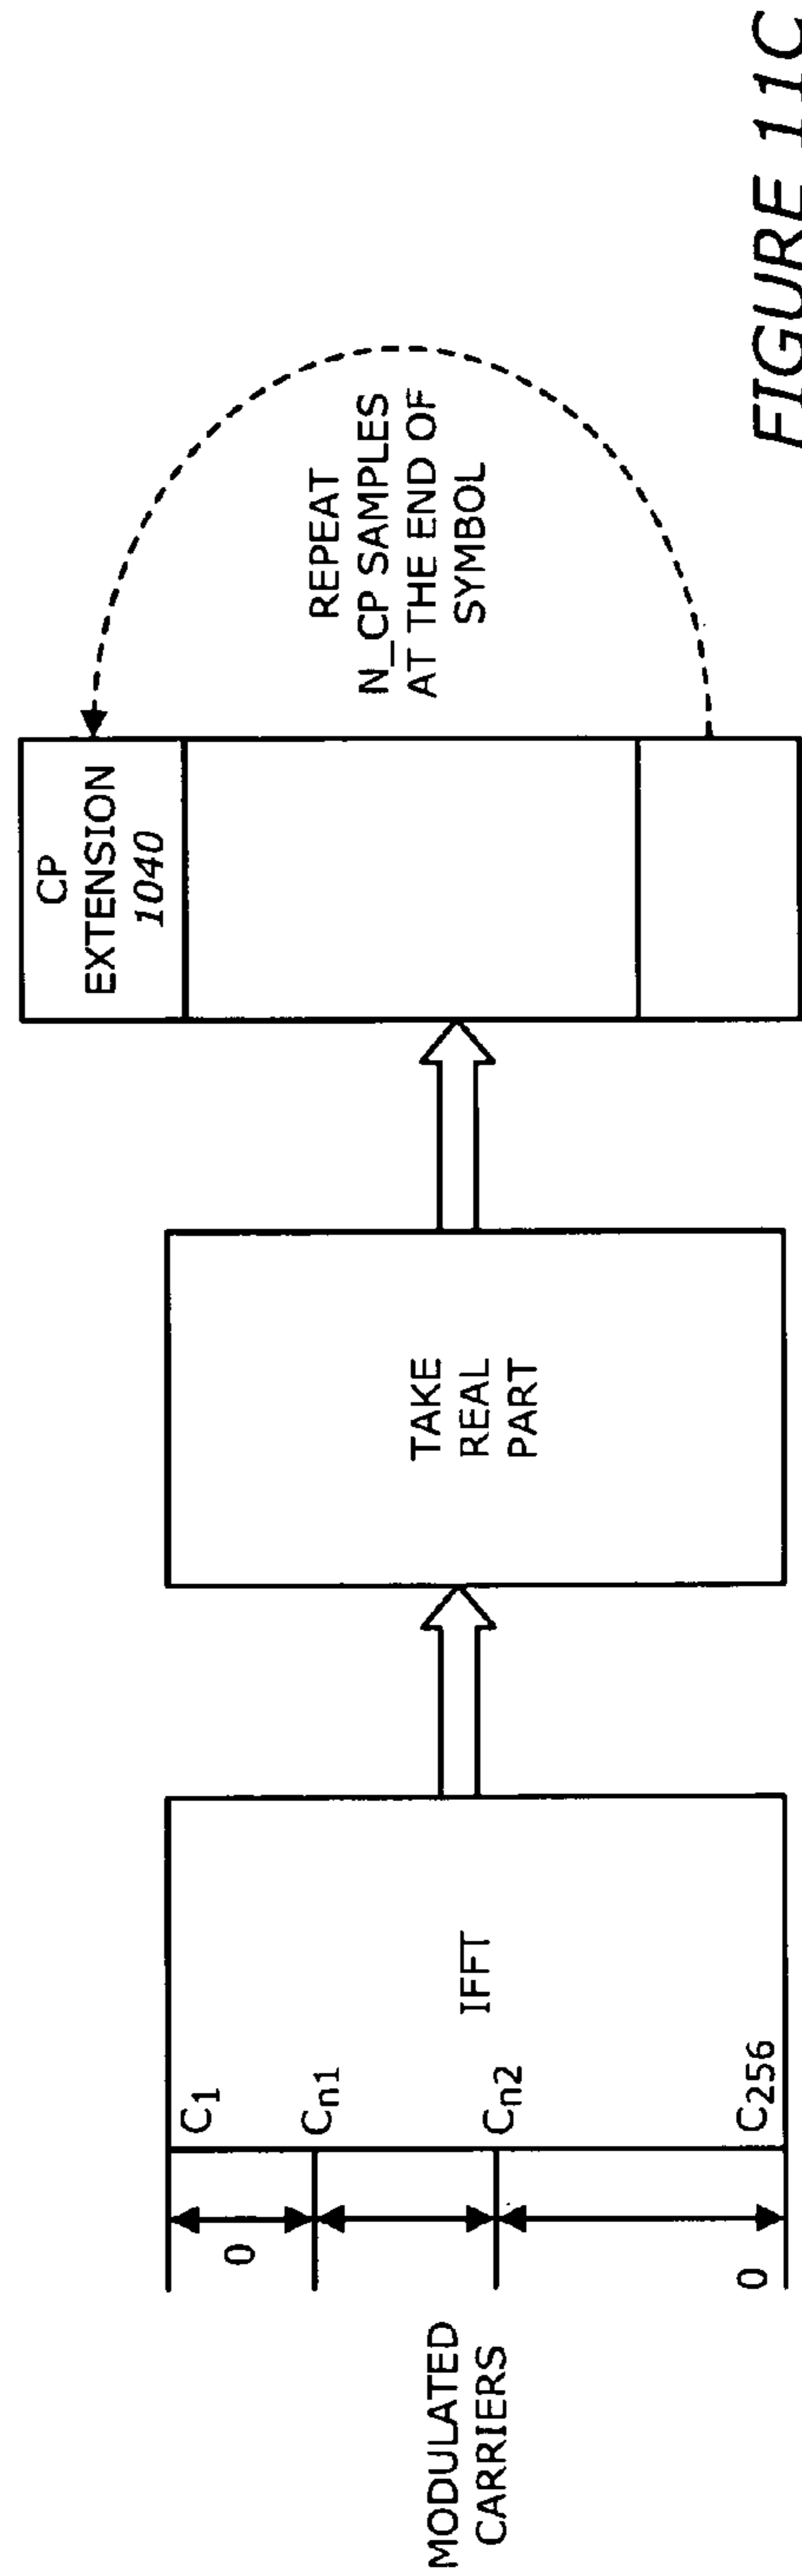 MODULATED
CARRIERS
0
0
C1
Cn1
Cn2
C256
IFFT
TAKE
REAL
PART
CP
EXTENSION
1040
REPEAT
N_CP SAMPLES
AT THE END OF
SYMBOL
FIGURE 11C